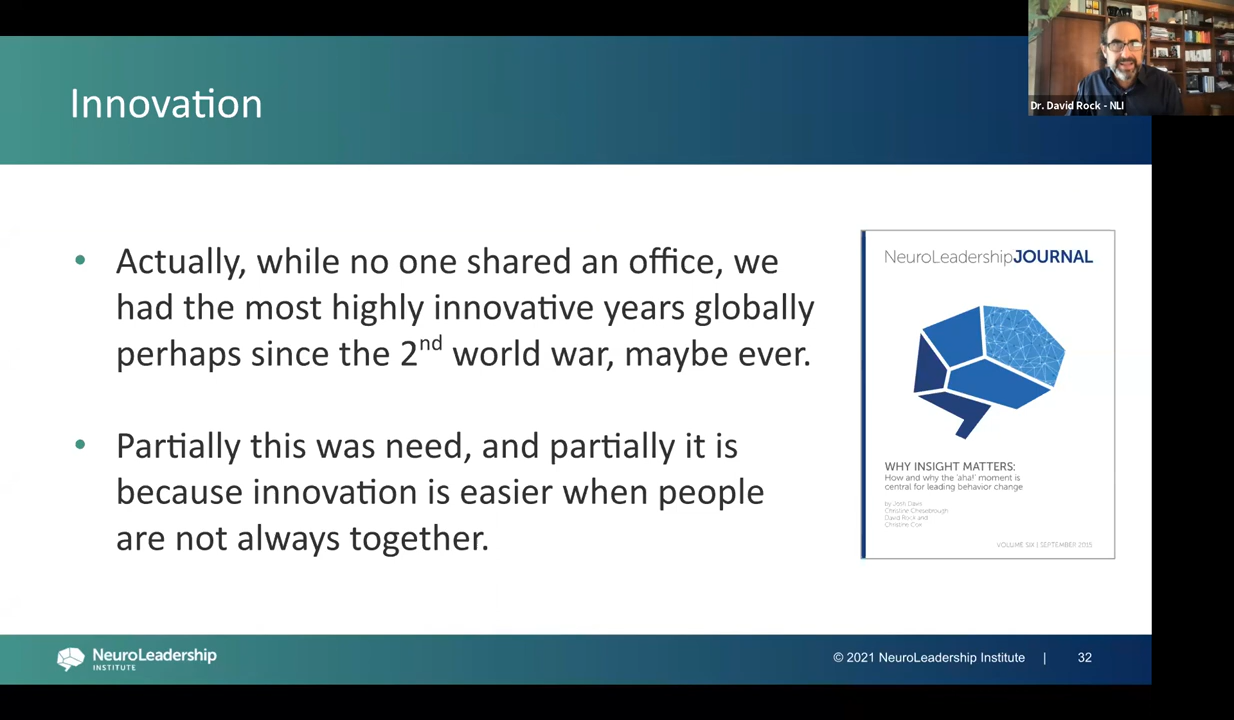 Innovation
Dr. David Rock - NLI
• Actually, while no one shared an office, we
had the most highly innovative years globally
perhaps since the 2nd world war, maybe ever.
• Partially this was need, and partially it is
because innovation is easier when people
are not always together.
NeuroLeadershipJOURNAL
WHY INSIGHT MATTERS:
How and why the 'aha!' moment is
central for leading behavior change
by Josh Davis
Christine Chesebrough
David Rock and
Christine Cox
VOLUME SIX | SEPTEMBER 2015
NeuroLeadership
INSTITUTE
© 2021 NeuroLeadership Institute | 32